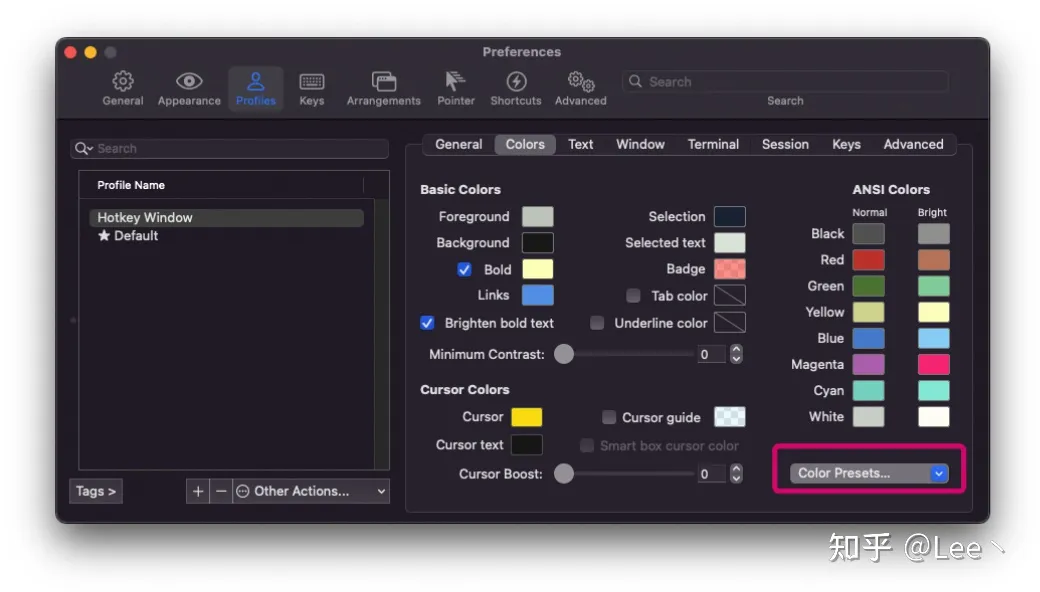 Preferences
General Appearance Profiles Keys Arrangements Pointer Shortcuts Advanced Search
Search
Search
General Colors Text Window Terminal Session Keys Advanced
Profile Name
Hotkey Window
★ Default
Tags >
+ − Other Actions...
Basic Colors
Foreground Selection
Background Selected text
Bold Badge
Links Tab color
Brighten bold text Underline color
Minimum Contrast: 0
Cursor Colors
Cursor Cursor guide
Cursor text Smart box cursor color
Cursor Boost: 0
ANSI Colors
Normal Bright
Black
Red
Green
Yellow
Blue
Magenta
Cyan
White
Color Presets...
知乎 @Lee丶